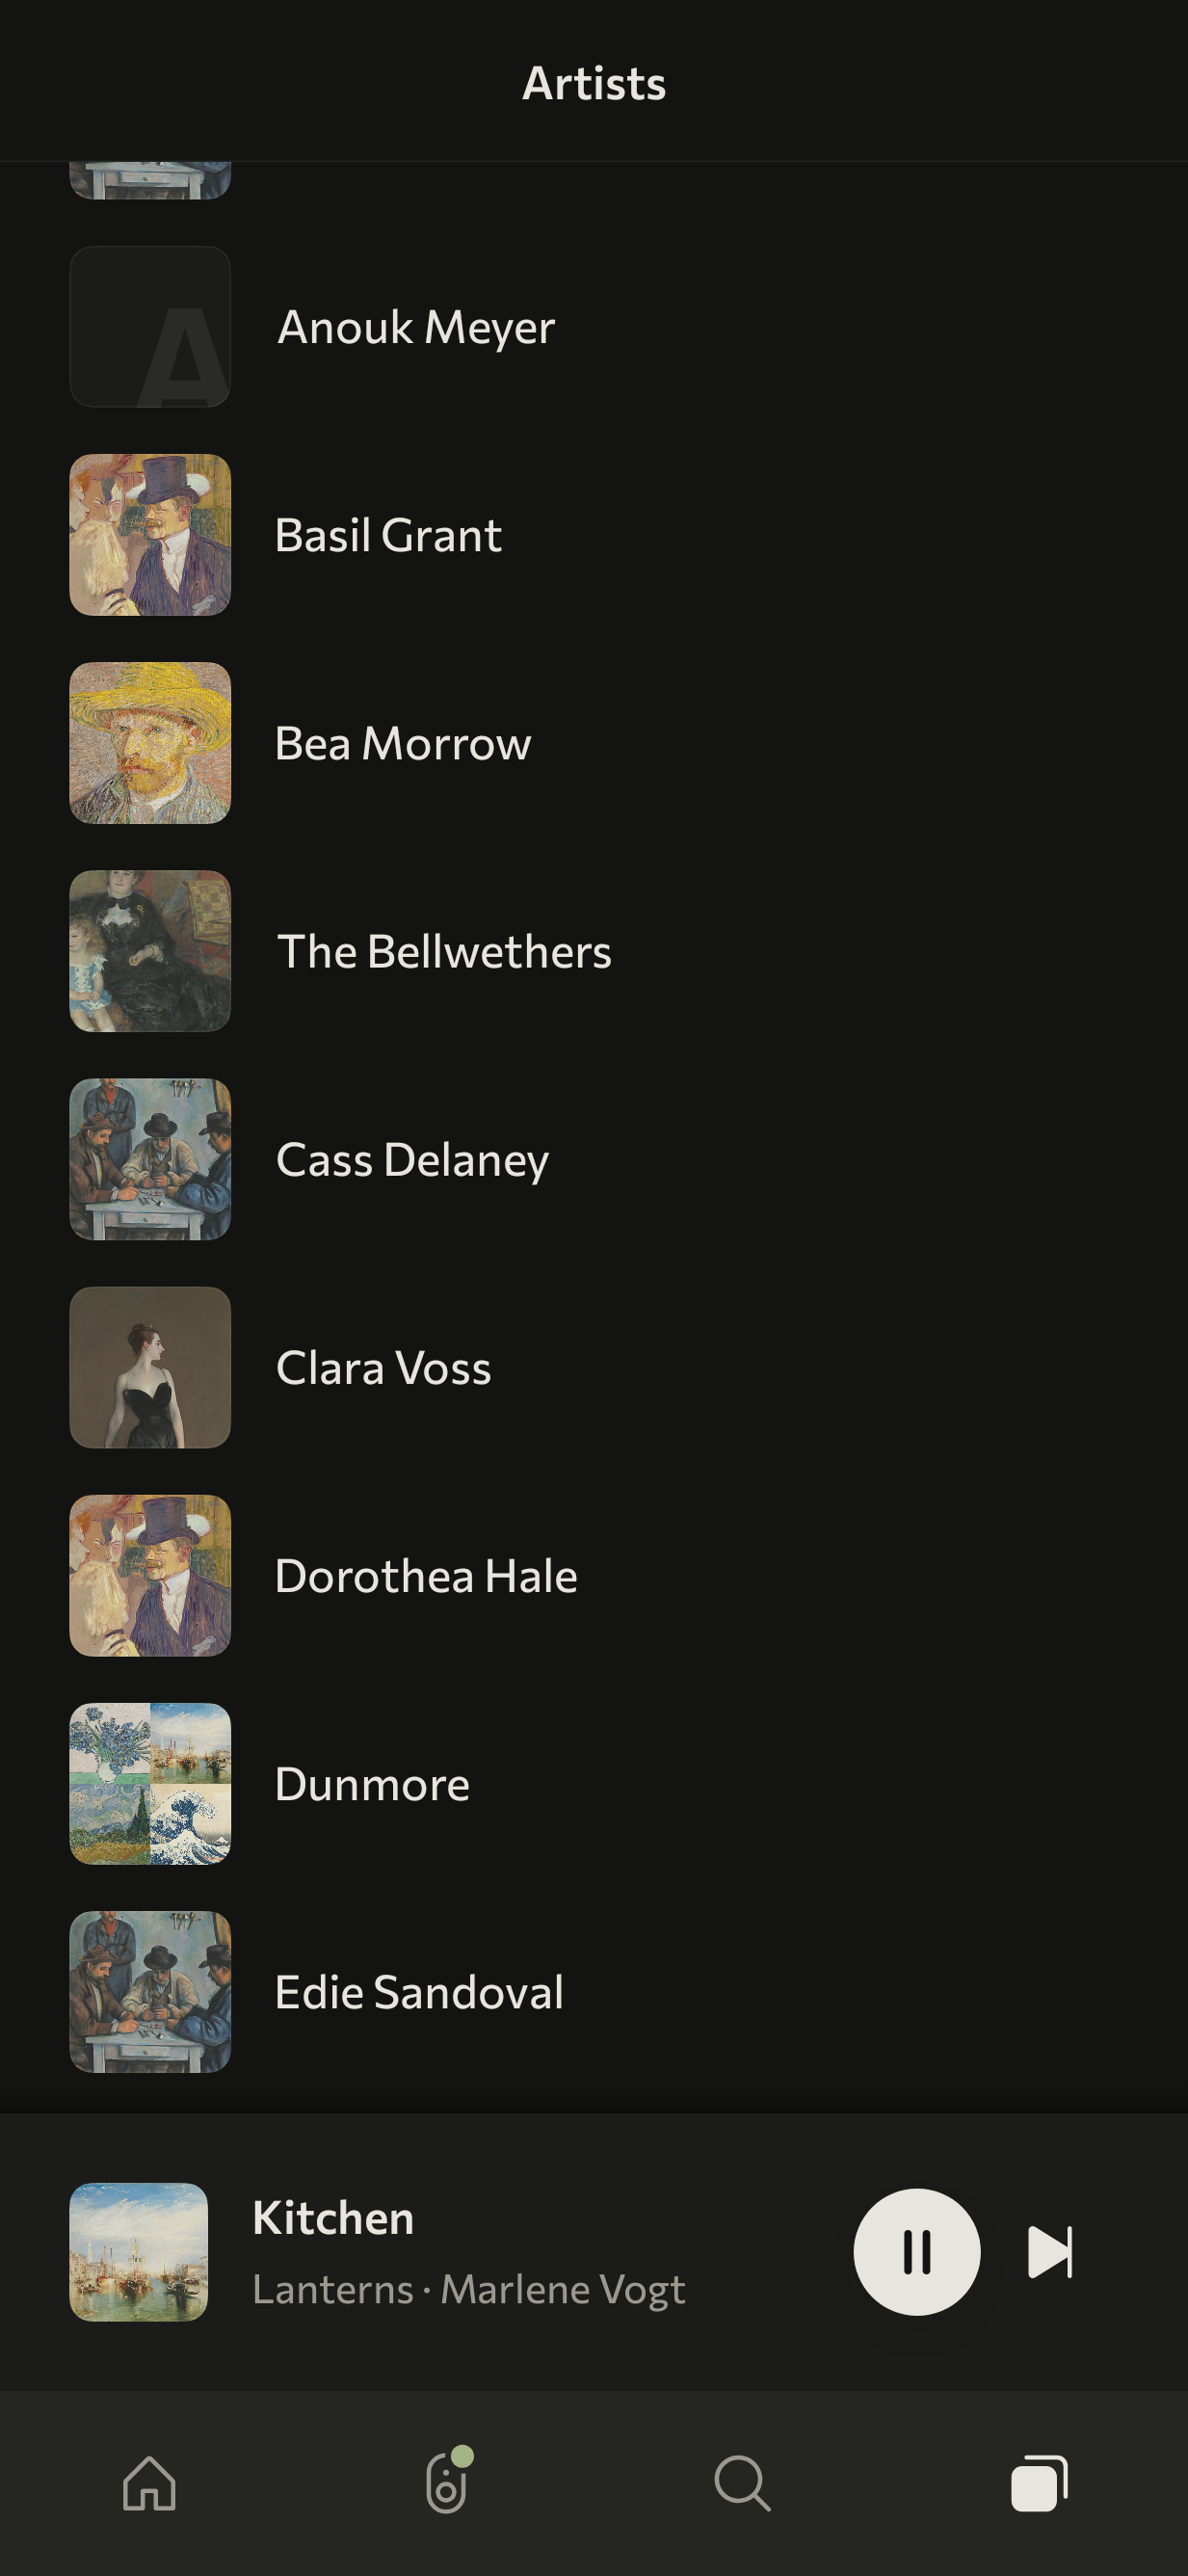 Artists
A
Anouk Meyer
Basil Grant
Bea Morrow
The Bellwethers
Cass Delaney
Clara Voss
Dorothea Hale
Dunmore
Edie Sandoval
Kitchen
Lanterns · Marlene Vogt